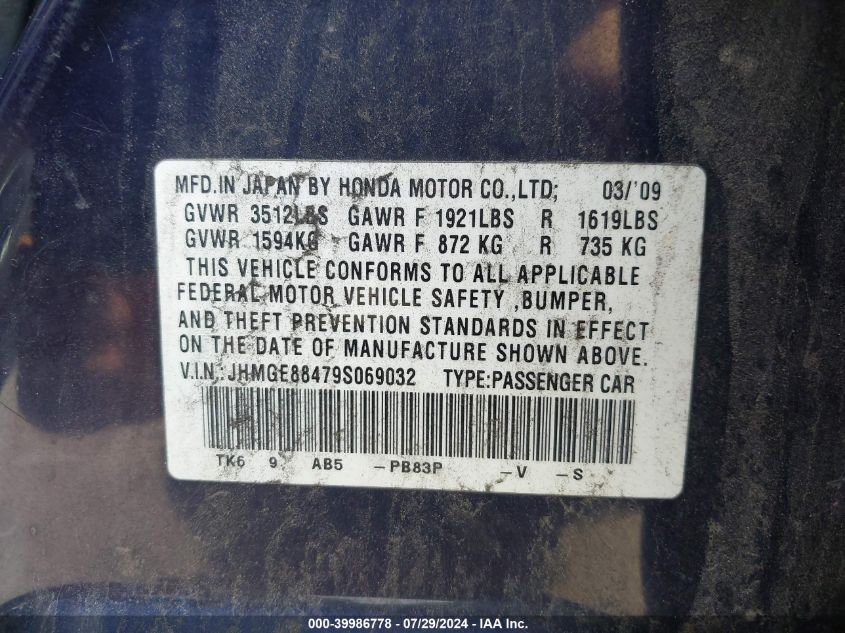 MFD.IN JAPAN BY HONDA MOTOR CO.,LTD; 03/'09
GVWR 3512LBS GAWR F 1921LBS R 1619LBS
GVWR 1594KG GAWR F 872 KG R 735 KG
THIS VEHICLE CONFORMS TO ALL APPLICABLE
FEDERAL MOTOR VEHICLE SAFETY ,BUMPER,
AND THEFT PREVENTION STANDARDS IN EFFECT
ON THE DATE OF MANUFACTURE SHOWN ABOVE.
V.I.N.:JHMGE88479S069032 TYPE:PASSENGER CAR
TK6 9 AB5 –PB83P –V –S
000-39986778 / 07/29/2024 - IAA Inc.